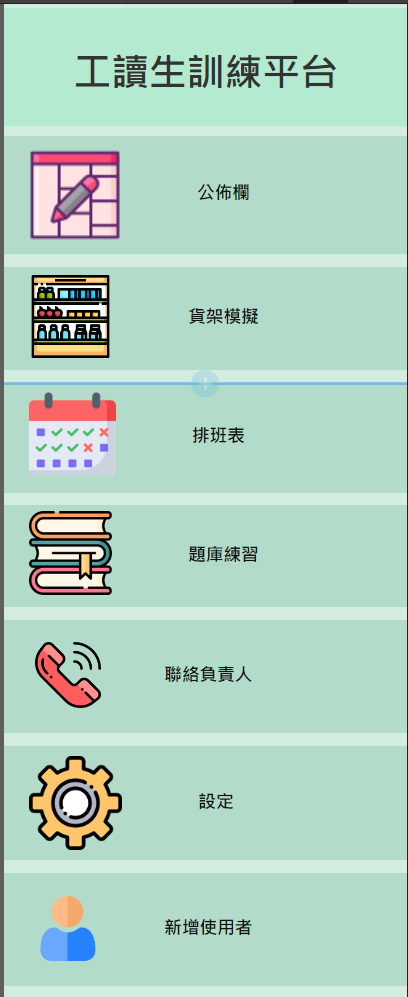 工讀生訓練平台
公佈欄
貨架模擬
排班表
題庫練習
聯絡負責人
設定
新增使用者